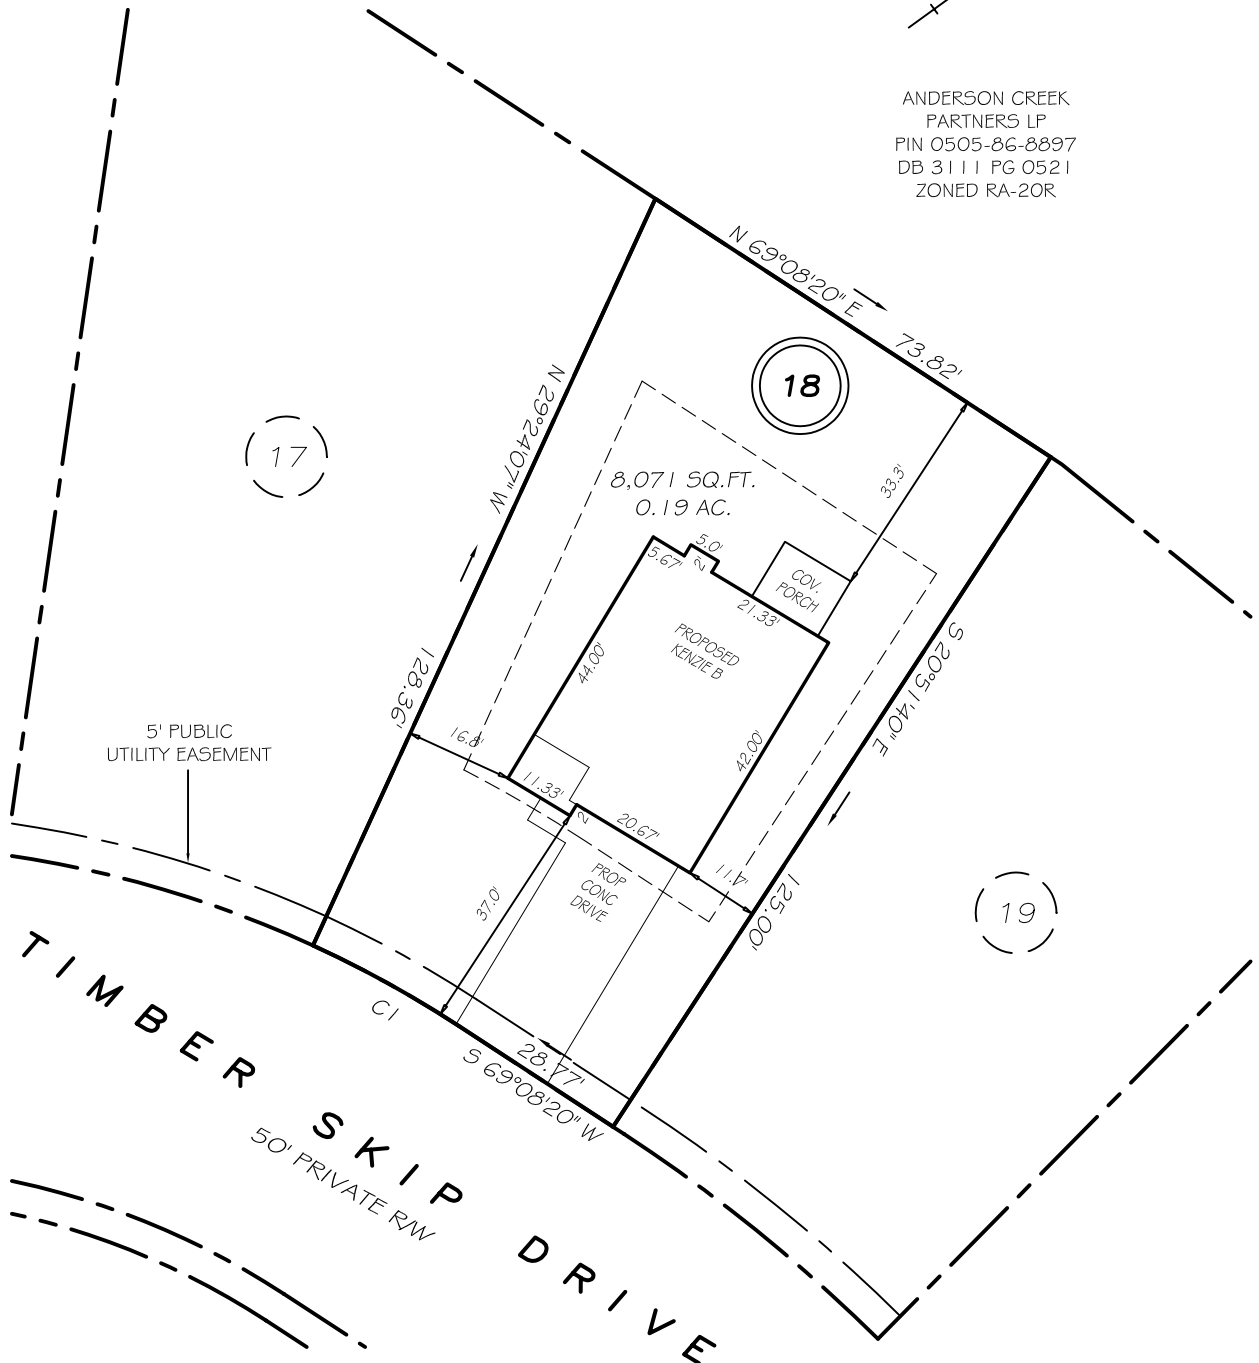 ANDERSON CREEK
PARTNERS LP
PIN 0505-86-8897
DB 3111 PG 0521
ZONED RA-20R
N 69°08'20" E
73.82'
18
17
N 29°24'07" W
128.36'
8,071 SQ.FT.
0.19 AC.
33.3'
5.67'
2'
5.0'
COV.
PORCH
21.33'
PROPOSED
KENZIE B
44.00'
42.00'
S 20°51'40" E
125.00'
5' PUBLIC
UTILITY EASEMENT
16.8'
11.33'
2'
20.67'
11.7'
PROP
CONC
DRIVE
37.0'
19
C1
28.77'
S 69°08'20" W
TIMBER SKIP DRIVE
50' PRIVATE R/W